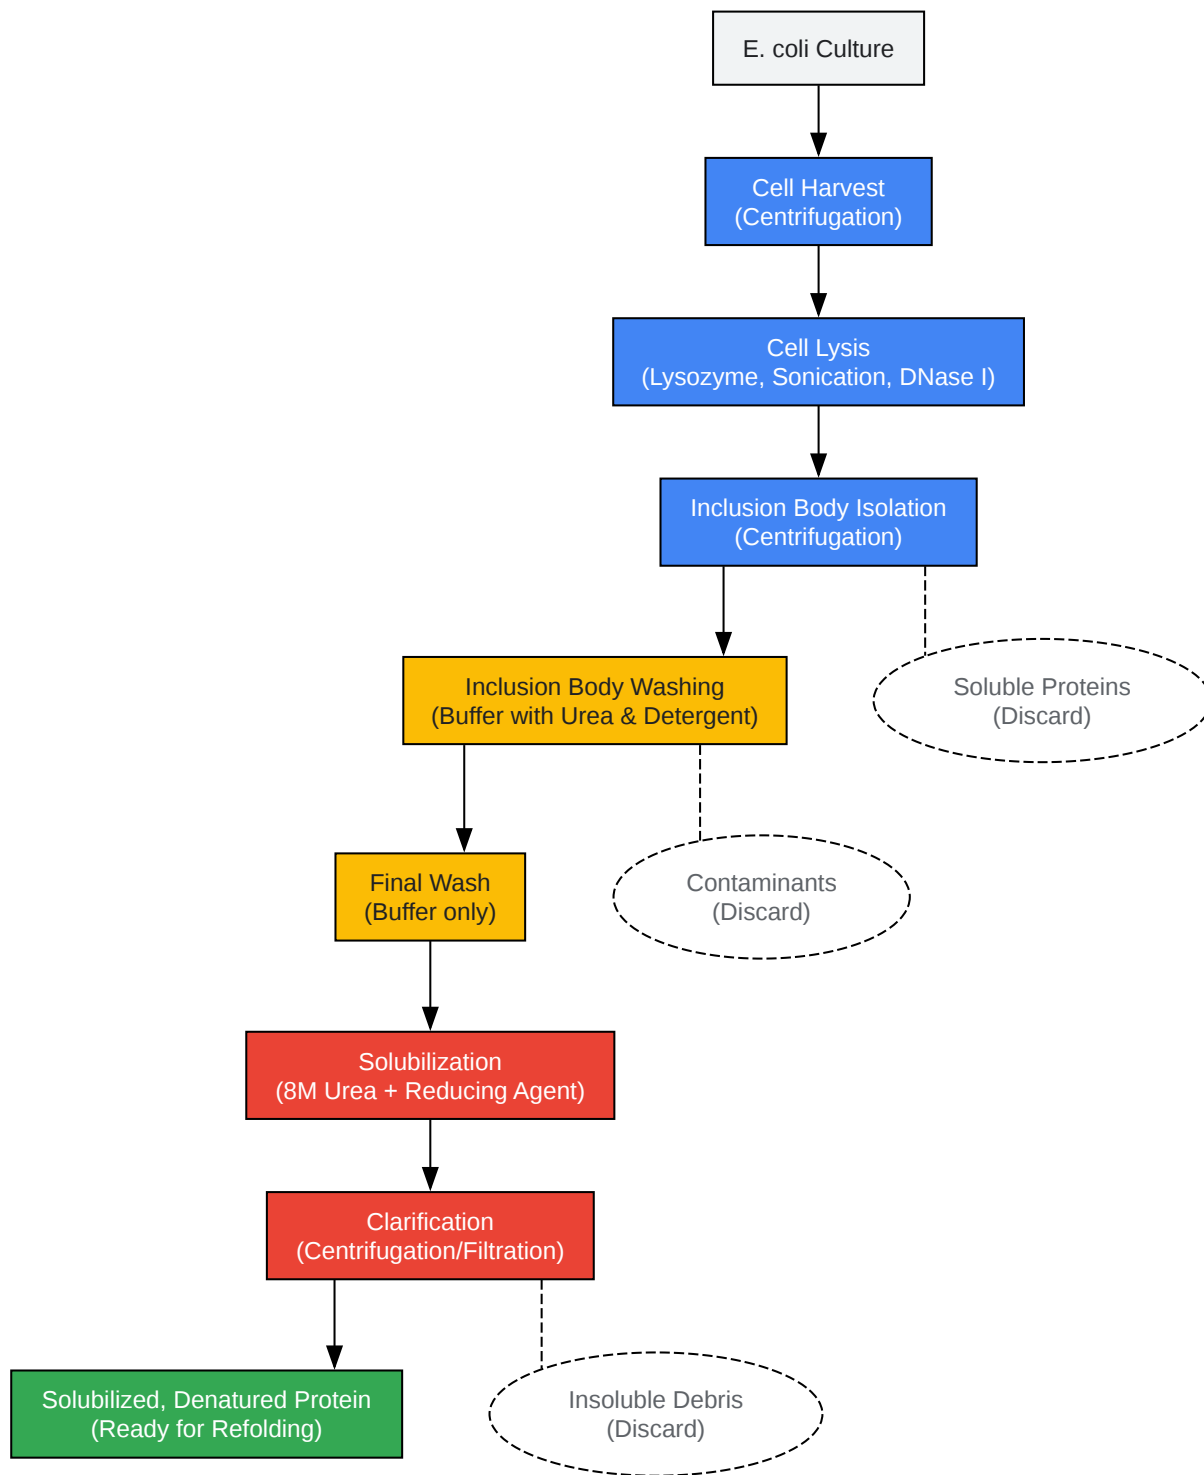 E. coli Culture
Cell Harvest
(Centrifugation)
Cell Lysis
(Lysozyme, Sonication, DNase I)
Inclusion Body Isolation
(Centrifugation)
Inclusion Body Washing
(Buffer with Urea & Detergent)
Soluble Proteins
(Discard)
Final Wash
(Buffer only)
Contaminants
(Discard)
Solubilization
(8M Urea + Reducing Agent)
Clarification
(Centrifugation/Filtration)
Solubilized, Denatured Protein
(Ready for Refolding)
Insoluble Debris
(Discard)